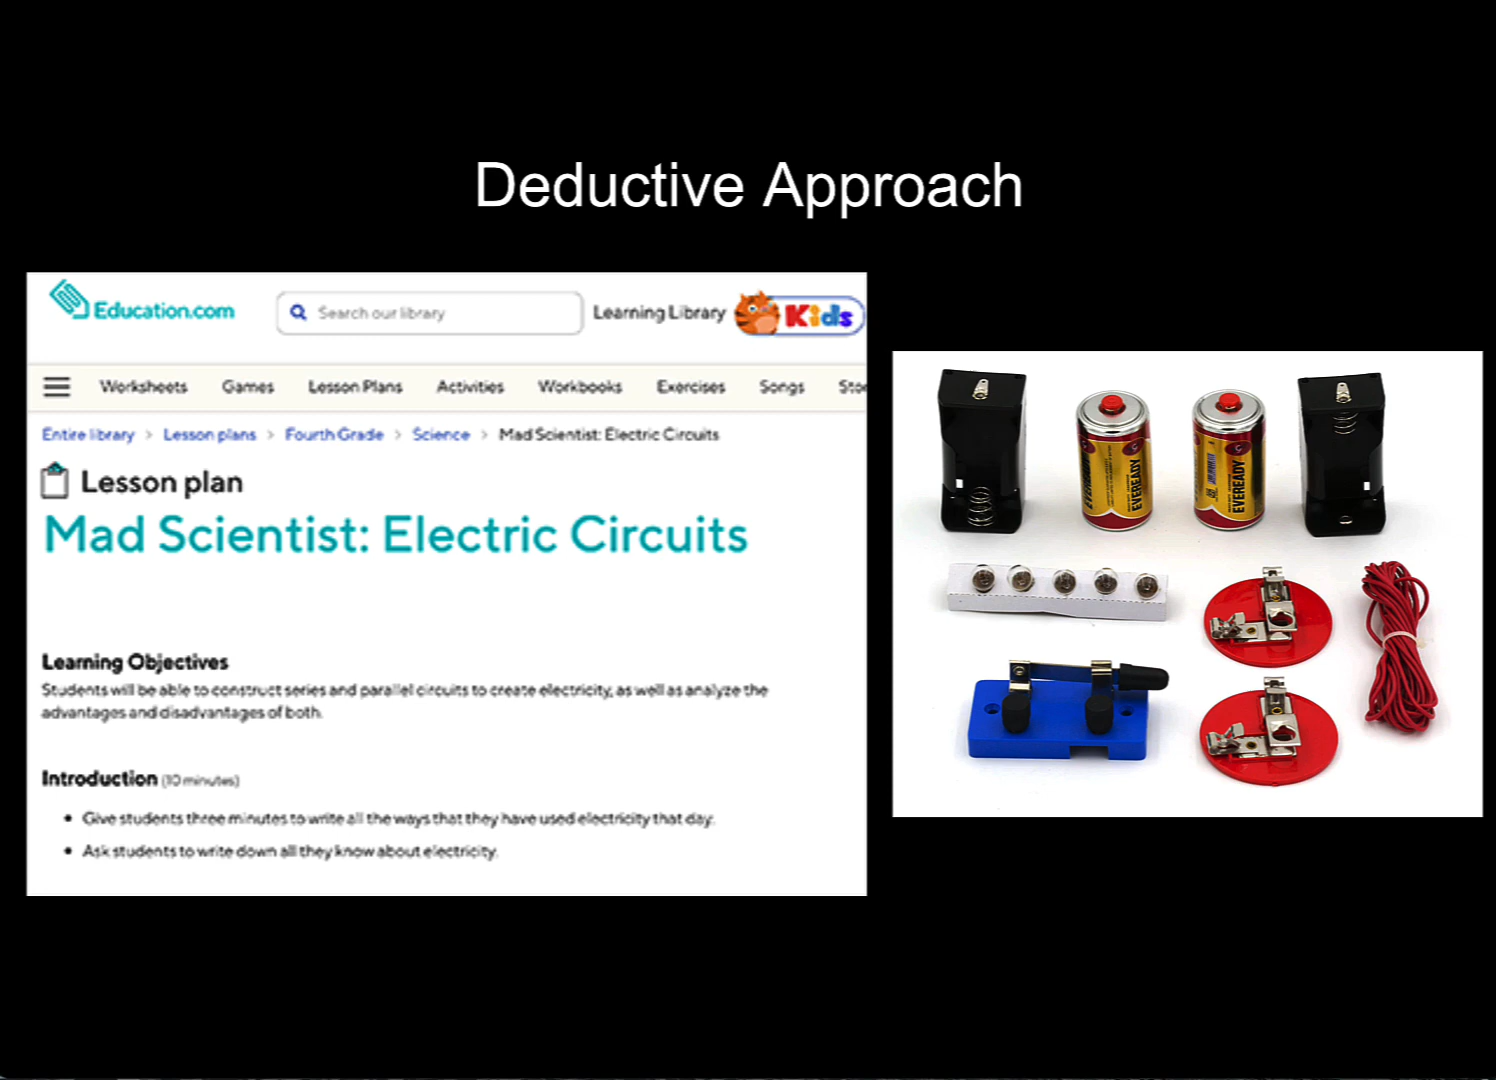 Deductive Approach
Education.com
Search our library
Learning Library
Kids
Worksheets Games Lesson Plans Activities Workbooks Exercises Songs Sto
Entire library > Lesson plans > Fourth Grade > Science > Mad Scientist: Electric Circuits
Lesson plan
Mad Scientist: Electric Circuits
Learning Objectives
Students will be able to construct series and parallel circuits to create electricity, as well as analyze the
advantages and disadvantages of both.
Introduction (10 minutes)
• Give students three minutes to write all the ways that they have used electricity that day.
• Ask students to write down all they know about electricity.
EVEREADY
EVEREADY